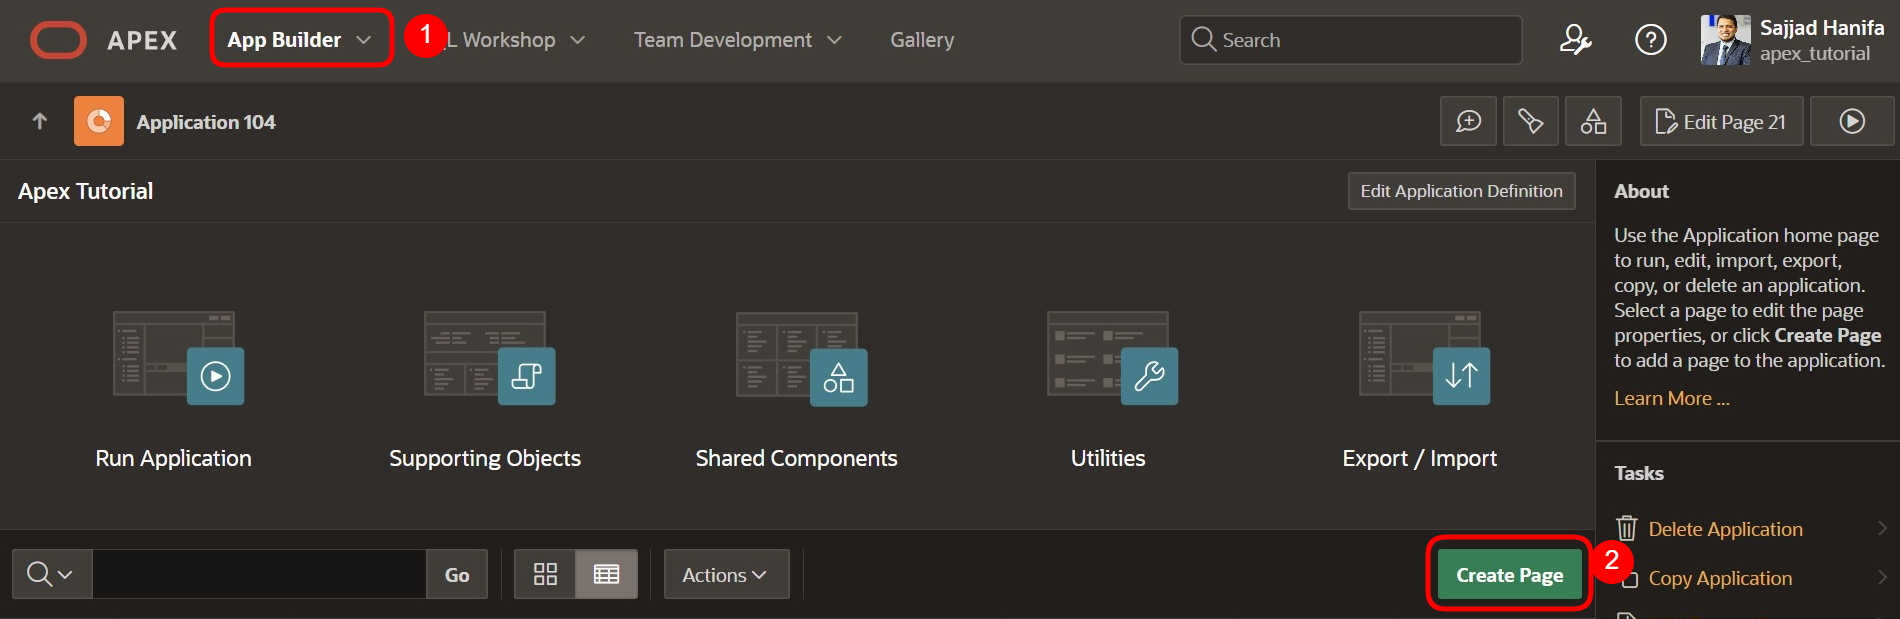 APEX
App Builder
1
L Workshop
Team Development
Gallery
Search
Sajjad Hanifa
apex_tutorial
Application 104
Edit Page 21
Apex Tutorial
Edit Application Definition
Run Application
Supporting Objects
Shared Components
Utilities
Export / Import
Go
Actions
Create Page
2
About
Use the Application home page
to run, edit, import, export,
copy, or delete an application.
Select a page to edit the page
properties, or click Create Page
to add a page to the application.
Learn More ...
Tasks
Delete Application
Copy Application